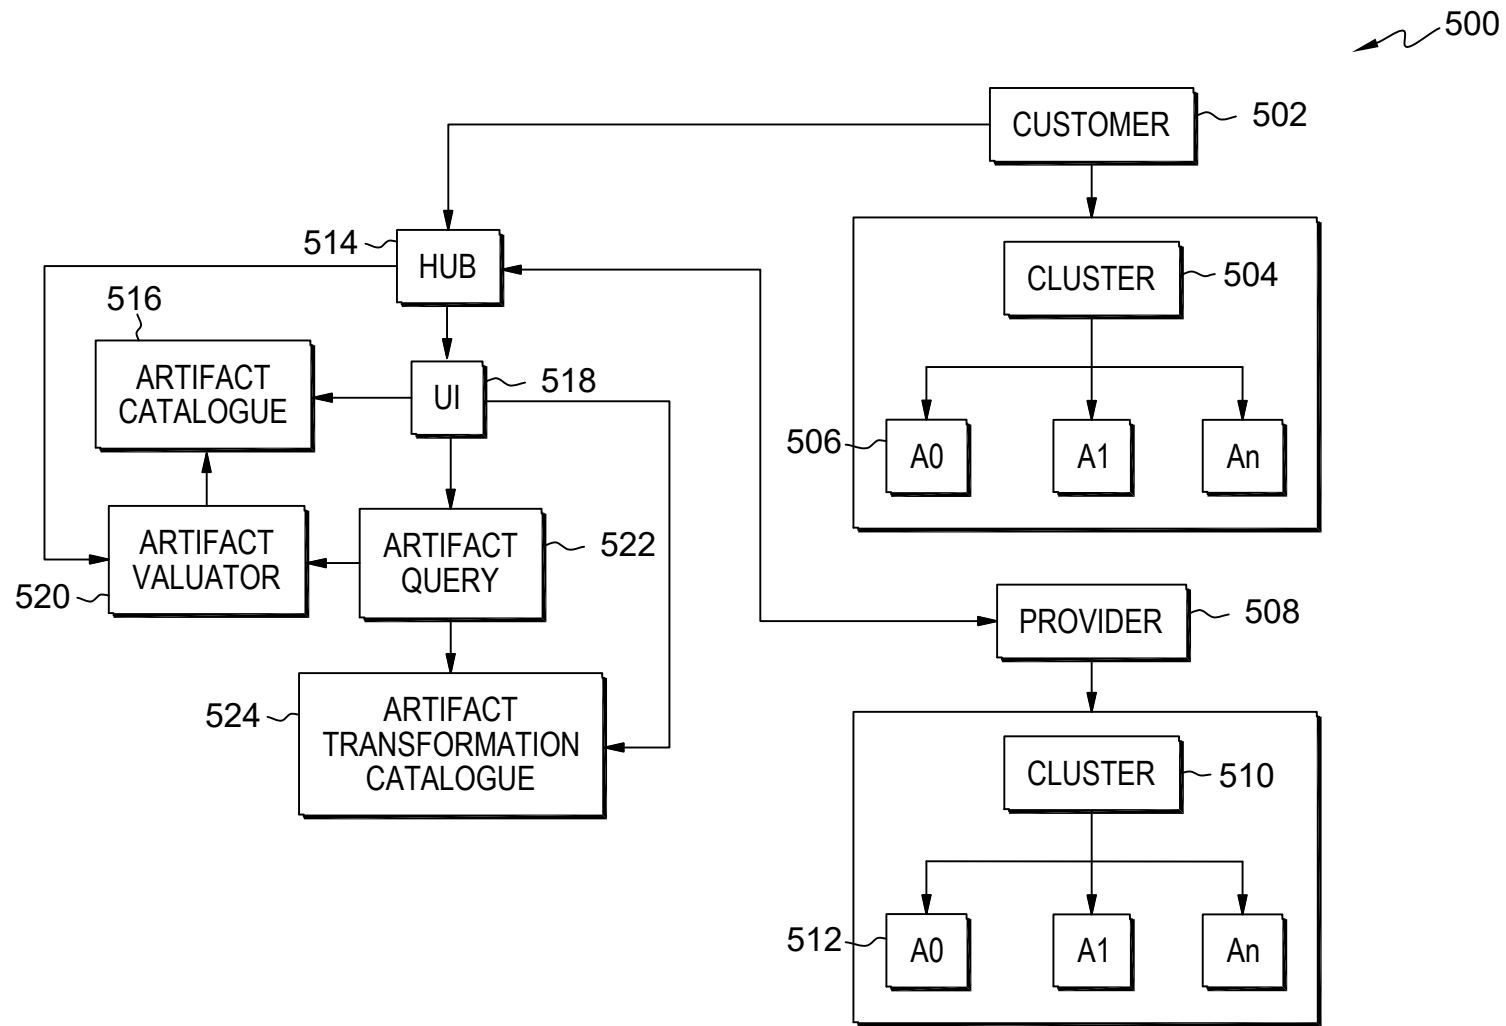 500
CUSTOMER
502
514
HUB
CLUSTER
504
516
ARTIFACT
CATALOGUE
UI
518
506
A0
A1
An
ARTIFACT
VALUATOR
520
ARTIFACT
QUERY
522
PROVIDER
508
524
ARTIFACT
TRANSFORMATION
CATALOGUE
CLUSTER
510
512
A0
A1
An